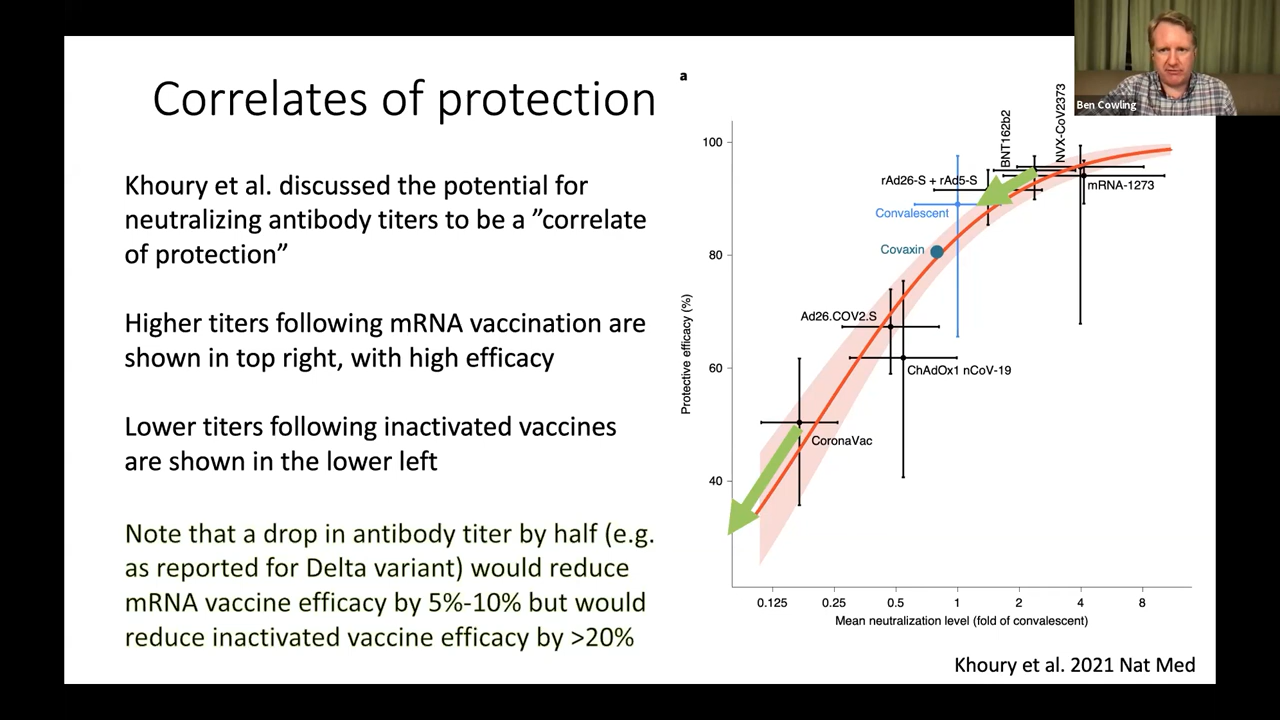 Correlates of protection
Khoury et al. discussed the potential for
neutralizing antibody titers to be a ”correlate
of protection”
Higher titers following mRNA vaccination are
shown in top right, with high efficacy
Lower titers following inactivated vaccines
are shown in the lower left
Note that a drop in antibody titer by half (e.g.
as reported for Delta variant) would reduce
mRNA vaccine efficacy by 5%-10% but would
reduce inactivated vaccine efficacy by >20%
a
Ben Cowling
100
80
60
40
Protective efficacy (%)
BNT162b2
NVX-CoV2373
rAd26-S + rAd5-S
mRNA-1273
Convalescent
Covaxin
Ad26.COV2.S
ChAdOx1 nCoV-19
CoronaVac
0.125 0.25 0.5 1 2 4 8
Mean neutralization level (fold of convalescent)
Khoury et al. 2021 Nat Med